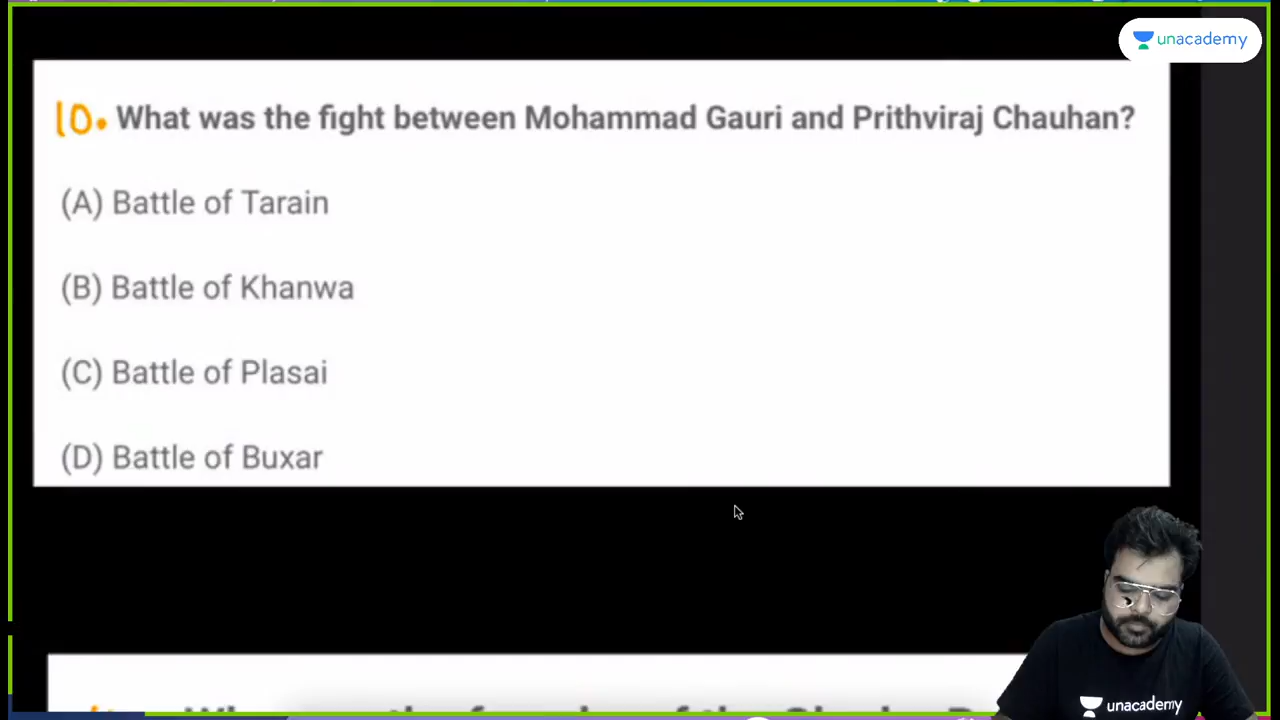 unacademy
10. What was the fight between Mohammad Gauri and Prithviraj Chauhan?
(A) Battle of Tarain
(B) Battle of Khanwa
(C) Battle of Plasai
(D) Battle of Buxar
unacademy